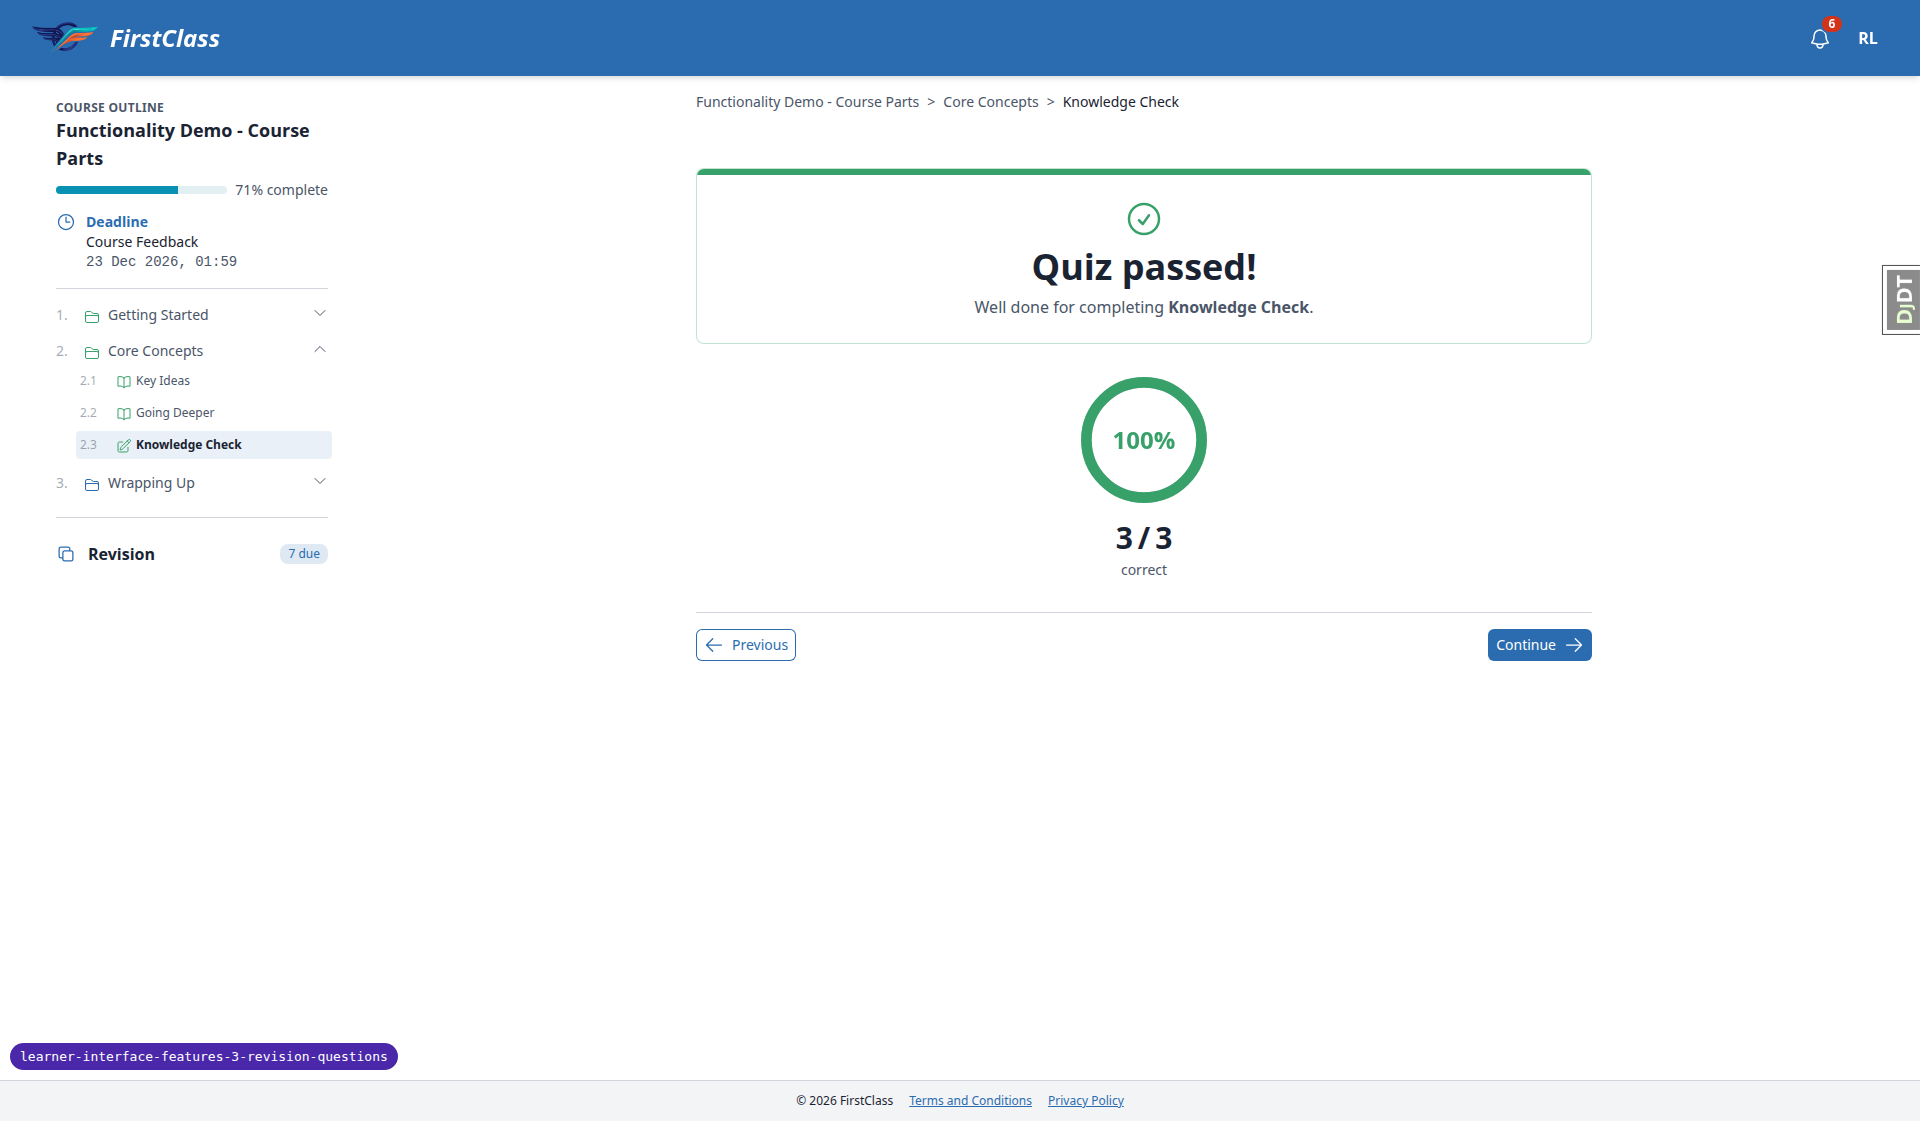 FirstClass
6
RL
COURSE OUTLINE
Functionality Demo - Course
Parts
71% complete
Deadline
Course Feedback
23 Dec 2026, 01:59
1. Getting Started
2. Core Concepts
2.1 Key Ideas
2.2 Going Deeper
2.3 Knowledge Check
3. Wrapping Up
Revision
7 due
Functionality Demo - Course Parts > Core Concepts > Knowledge Check
Quiz passed!
Well done for completing Knowledge Check.
100%
3 / 3
correct
Previous
Continue
DJDT
learner-interface-features-3-revision-questions
© 2026 FirstClass Terms and Conditions Privacy Policy